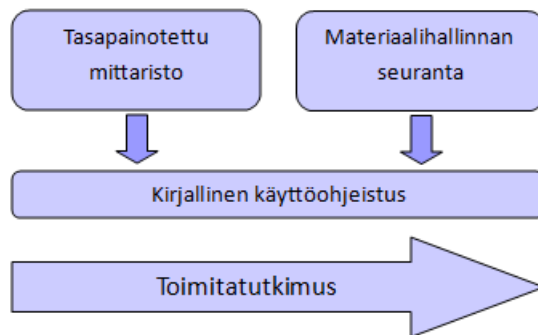 Tasapainotettu
mittaristo
Materiaalihallinnan
seuranta
Kirjallinen käyttöohjeistus
Toimitatutkimus